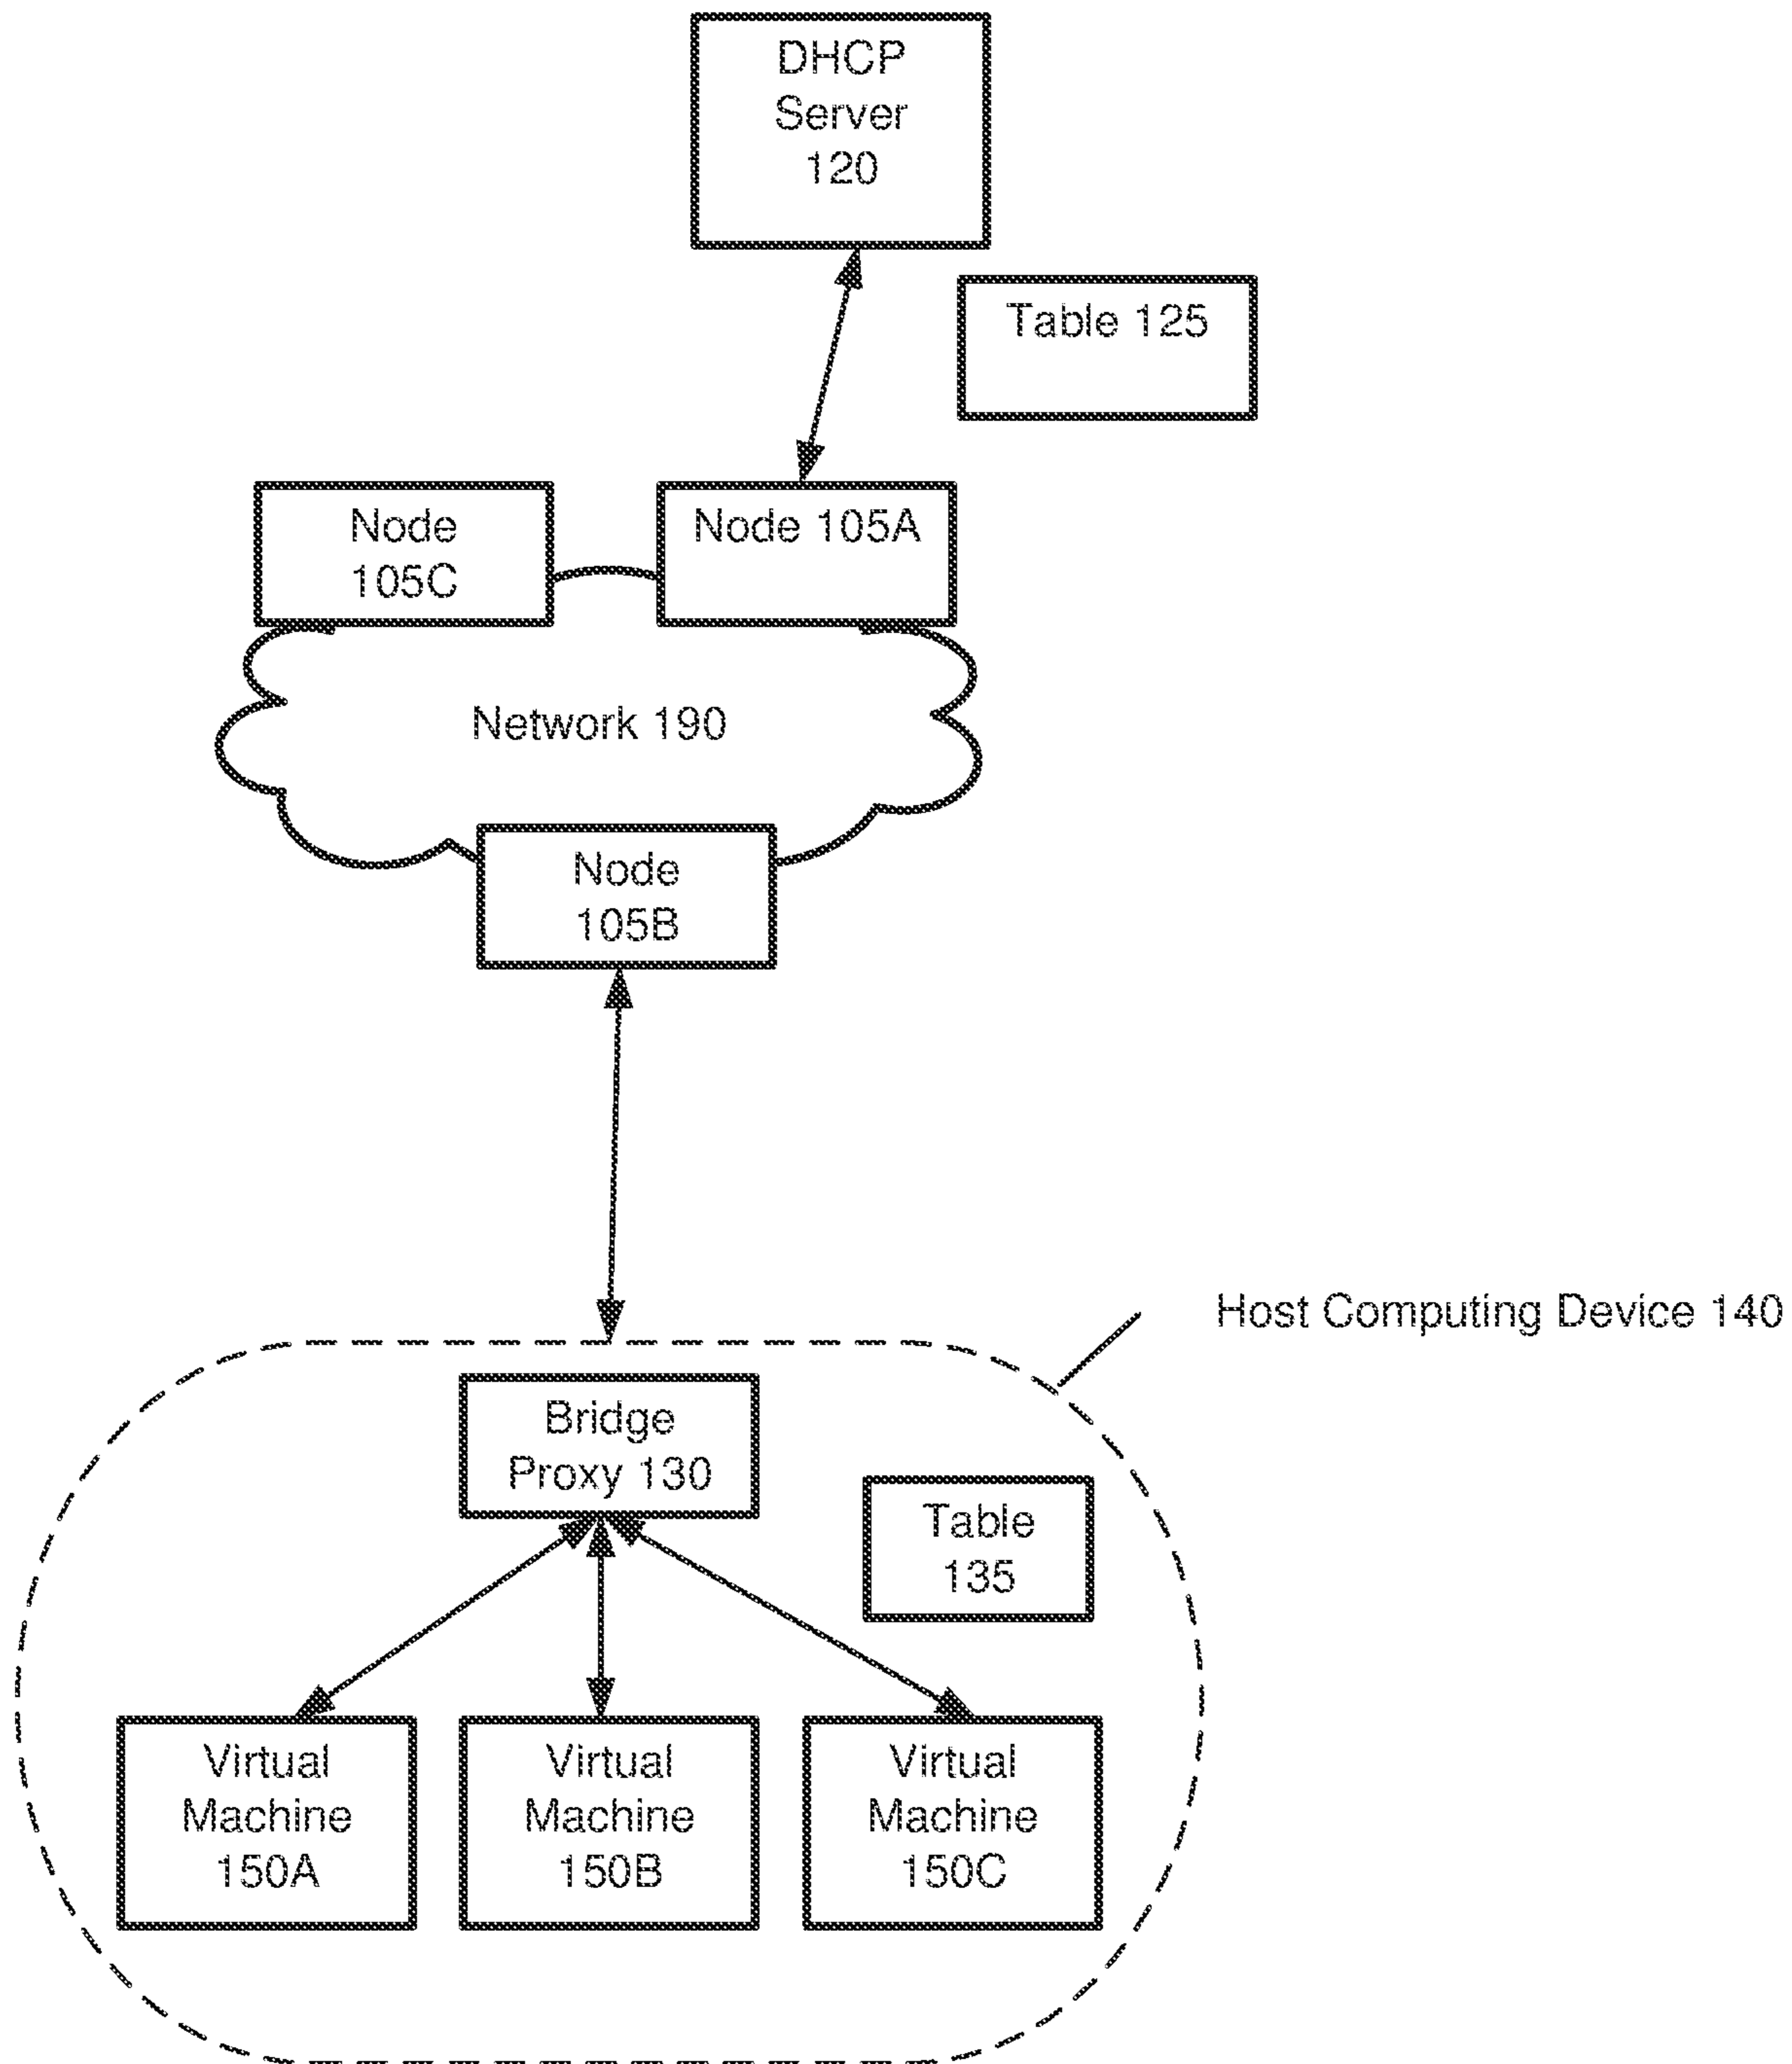 DHCP
Server
120
Table 125
Node
105C
Node 105A
Network 190
Node
105B
Host Computing Device 140
Bridge
Proxy 130
Table
135
Virtual
Machine
150A
Virtual
Machine
150B
Virtual
Machine
150C